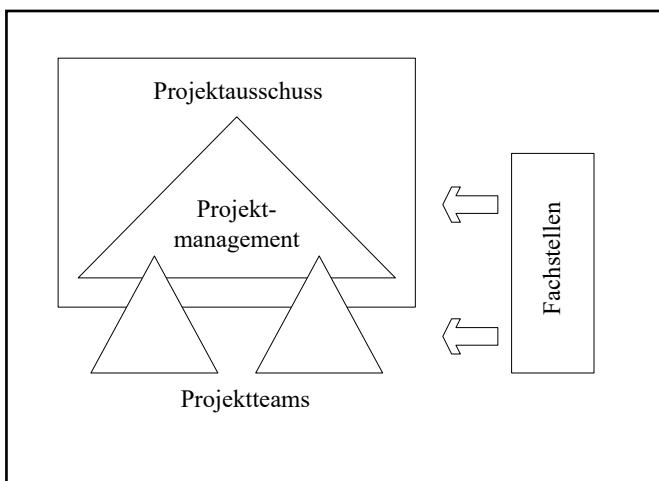 Projektausschuss
Projekt-
management
Fachstellen
Projektteams